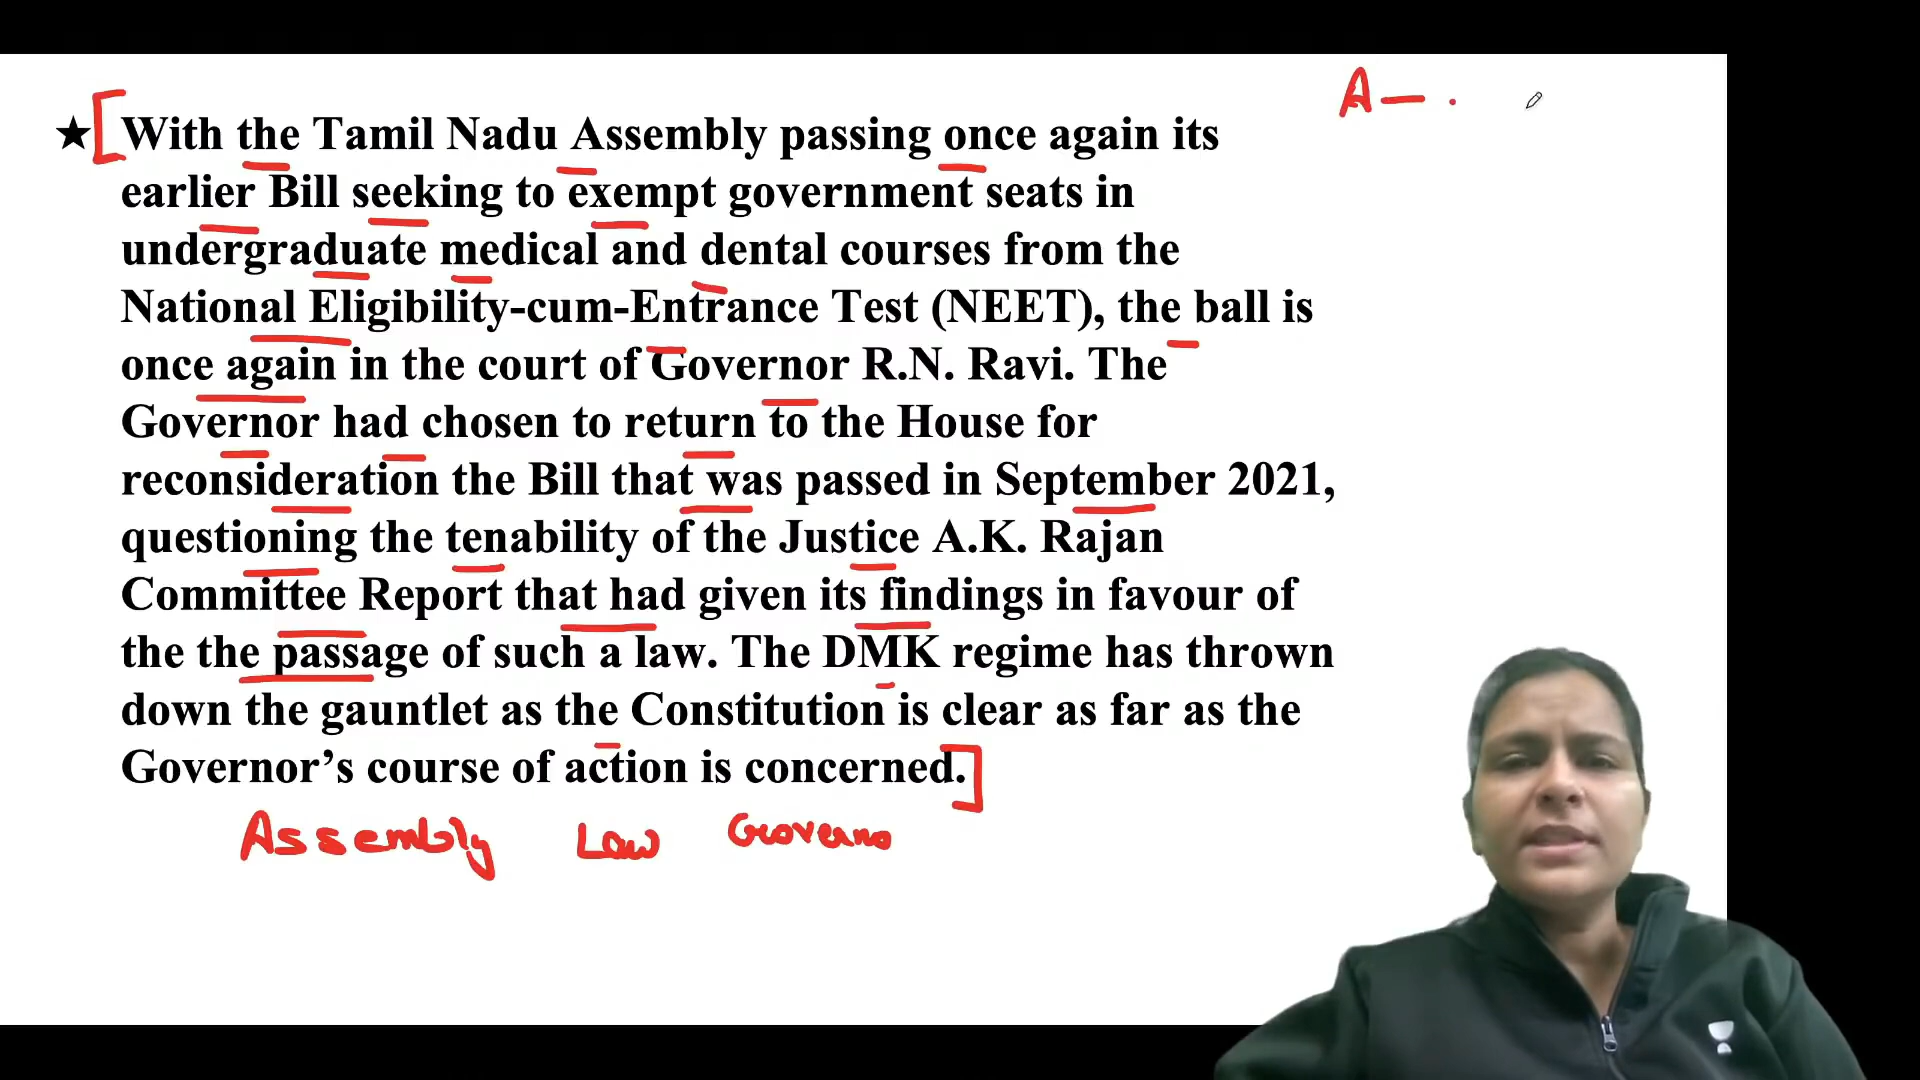 A – .
★ [With the Tamil Nadu Assembly passing once again its
earlier Bill seeking to exempt government seats in
undergraduate medical and dental courses from the
National Eligibility-cum-Entrance Test (NEET), the ball is
once again in the court of Governor R.N. Ravi. The
Governor had chosen to return to the House for
reconsideration the Bill that was passed in September 2021,
questioning the tenability of the Justice A.K. Rajan
Committee Report that had given its findings in favour of
the the passage of such a law. The DMK regime has thrown
down the gauntlet as the Constitution is clear as far as the
Governor’s course of action is concerned.]
Assembly Law Governo